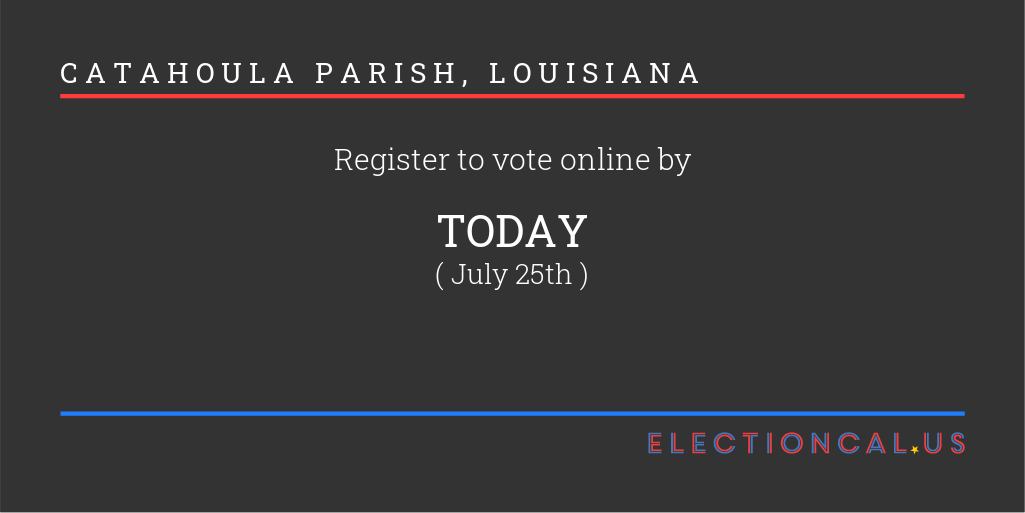 CATAHOULA PARISH, LOUISIANA
Register to vote online by
TODAY
( July 25th )
ELECTIONCAL.US